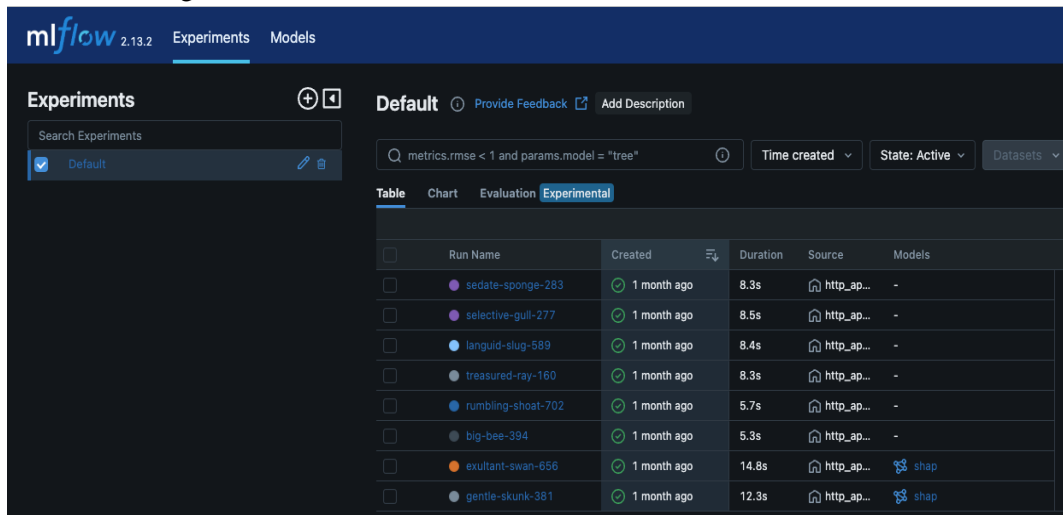 mlflow 2.13.2 Experiments Models
Experiments
Search Experiments
Default
Default Provide Feedback Add Description
metrics.rmse < 1 and params.model = "tree" Time created State: Active Datasets
Table Chart Evaluation Experimental
Run Name Created Duration Source Models
sedate-sponge-283 1 month ago 8.3s http_ap... -
selective-gull-277 1 month ago 8.5s http_ap... -
languid-slug-589 1 month ago 8.4s http_ap... -
treasured-ray-160 1 month ago 8.3s http_ap... -
rumbling-shoat-702 1 month ago 5.7s http_ap... -
big-bee-394 1 month ago 5.3s http_ap... -
exultant-swan-656 1 month ago 14.8s http_ap... shap
gentle-skunk-381 1 month ago 12.3s http_ap... shap